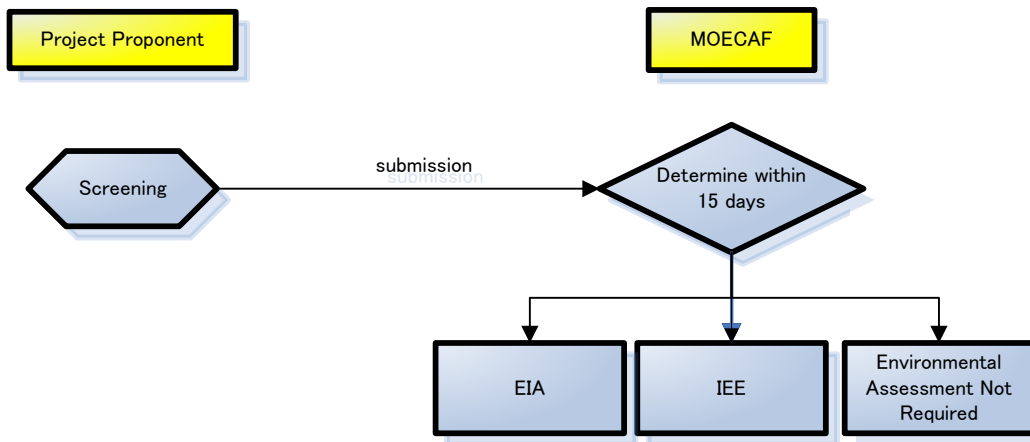 Project Proponent
MOECAF
Screening
submission
Determine within
15 days
EIA
IEE
Environmental
Assessment Not
Required